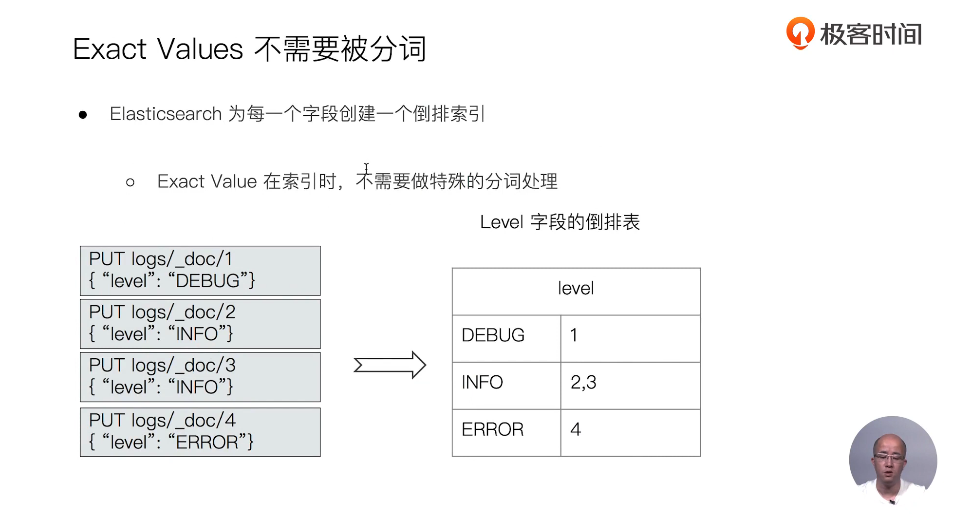 极客时间
Exact Values 不需要被分词
● Elasticsearch 为每一个字段创建一个倒排索引
○ Exact Value 在索引时，不需要做特殊的分词处理
Level 字段的倒排表
PUT logs/_doc/1
{ “level”: “DEBUG”}
PUT logs/_doc/2
{ “level”: “INFO”}
PUT logs/_doc/3
{ “level”: “INFO”}
PUT logs/_doc/4
{ “level”: “ERROR”}
level
DEBUG 1
INFO 2,3
ERROR 4